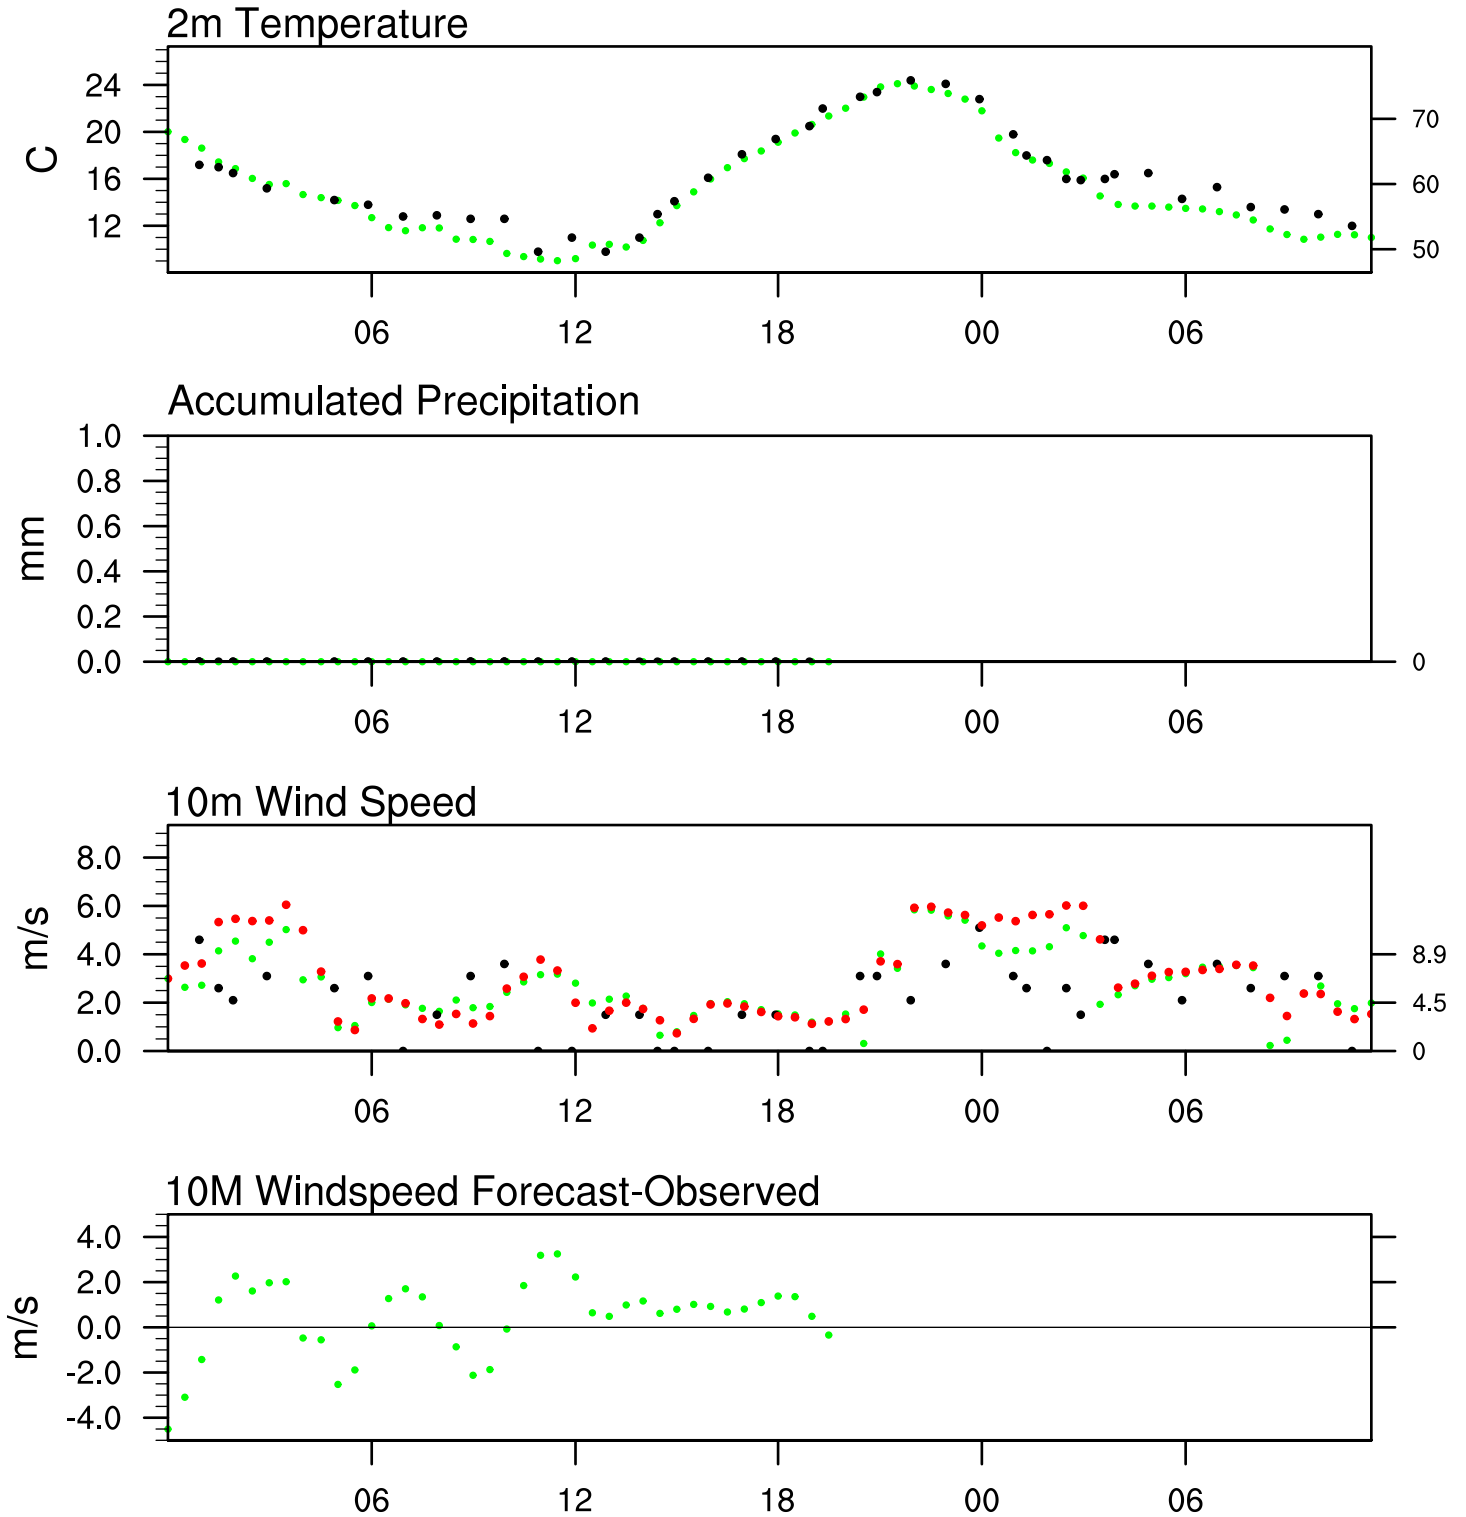 2m Temperature
24
20
16
12
C
70
60
50
06 12 18 00 06
Accumulated Precipitation
1.0
0.8
0.6
0.4
0.2
0.0
mm
0
06 12 18 00 06
10m Wind Speed
8.0
6.0
4.0
2.0
0.0
m/s
8.9
4.5
0
06 12 18 00 06
10M Windspeed Forecast-Observed
4.0
2.0
0.0
-2.0
-4.0
m/s
06 12 18 00 06